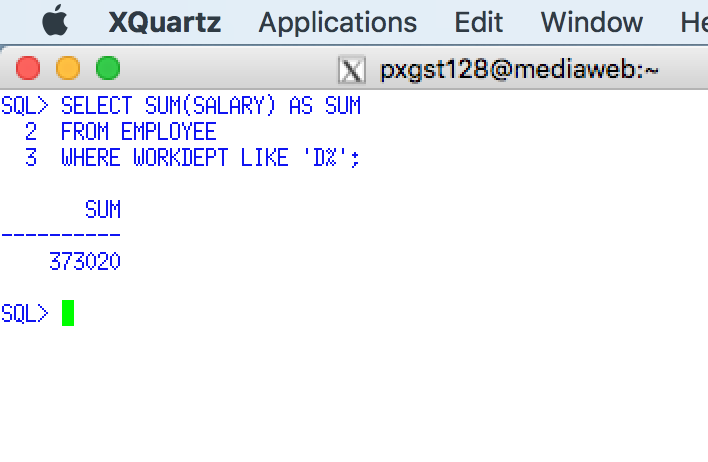 XQuartz Applications Edit Window He
X pxgst128@mediaweb:~
SQL> SELECT SUM(SALARY) AS SUM
2 FROM EMPLOYEE
3 WHERE WORKDEPT LIKE 'D%';
SUM
----------
373020
SQL>